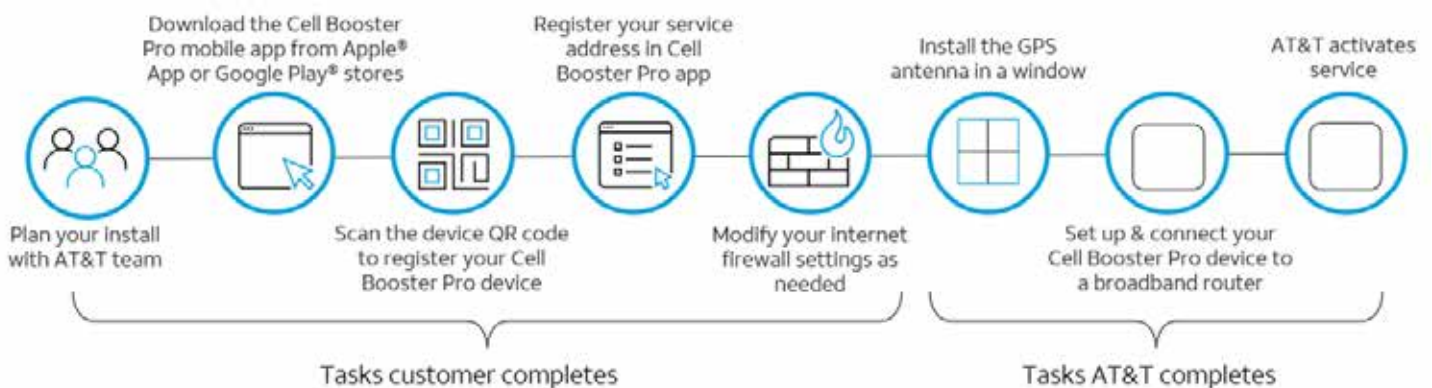 Download the Cell Booster
Pro mobile app from Apple®
App or Google Play® stores
Register your service
address in Cell
Booster Pro app
Install the GPS
antenna in a window
AT&T activates
service
Plan your install
with AT&T team
Scan the device QR code
to register your Cell
Booster Pro device
Modify your internet
firewall settings as
needed
Set up & connect your
Cell Booster Pro device to
a broadband router
Tasks customer completes
Tasks AT&T completes